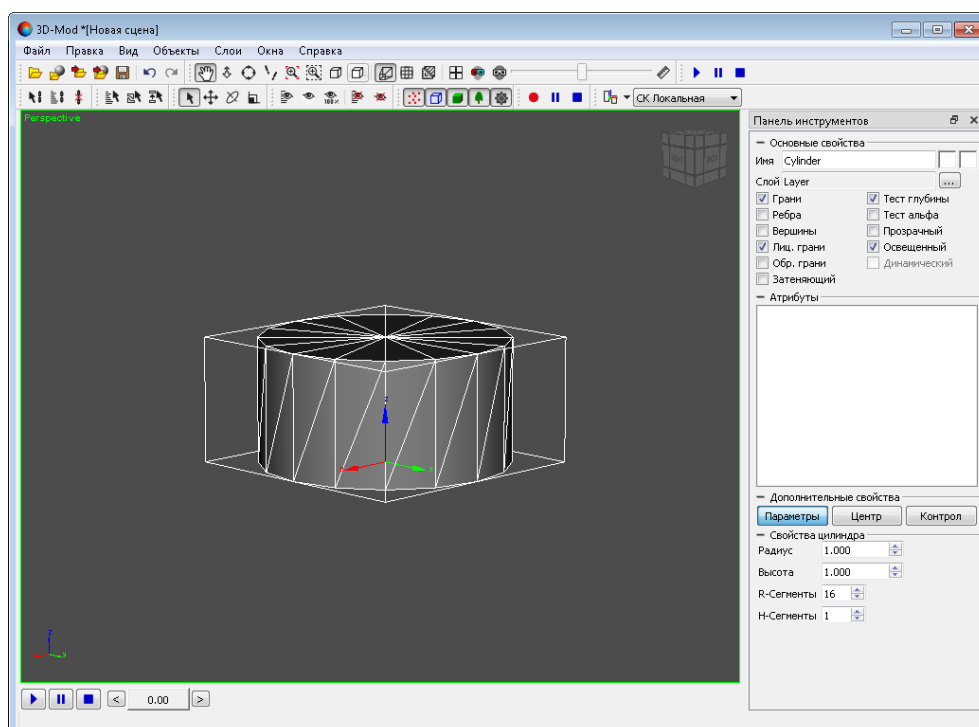 3D-Mod *[Новая сцена]
Файл Правка Вид Объекты Слои Окна Справка
100%
СК Локальная
Perspective
Панель инструментов
Основные свойства
Имя Cylinder
Слой Layer ...
Грани Тест глубины
Ребра Тест альфа
Вершины Прозрачный
Лиц. грани Освещенный
Обр. грани Динамический
Затеняющий
Атрибуты
Дополнительные свойства
Параметры Центр Контрол
Свойства цилиндра
Радиус 1.000
Высота 1.000
R-Сегменты 16
H-Сегменты 1
z
< 0.00 >